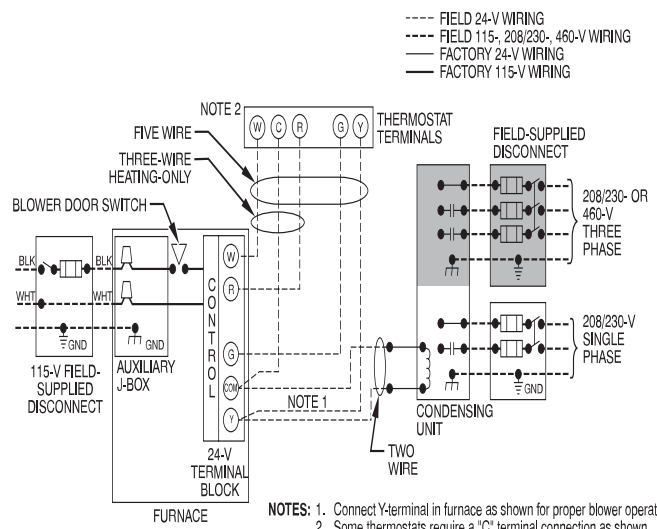 FIELD 24-V WIRING
FIELD 115-, 208/230-, 460-V WIRING
FACTORY 24-V WIRING
FACTORY 115-V WIRING
NOTE 2
W C R G Y
THERMOSTAT
TERMINALS
FIVE WIRE
THREE-WIRE
HEATING-ONLY
BLOWER DOOR SWITCH
FIELD-SUPPLIED
DISCONNECT
208/230- OR
460-V
THREE
PHASE
BLK
BLK
WHT
WHT
GND
GND
115-V FIELD-
SUPPLIED
DISCONNECT
AUXILIARY
J-BOX
CONTROL
W
R
G
COM
Y
24-V
TERMINAL
BLOCK
FURNACE
NOTE 1
TWO
WIRE
CONDENSING
UNIT
GND
208/230-V
SINGLE
PHASE
NOTES: 1. Connect Y-terminal in furnace as shown for proper blower operat
2. Some thermostats require a "C" terminal connection as shown